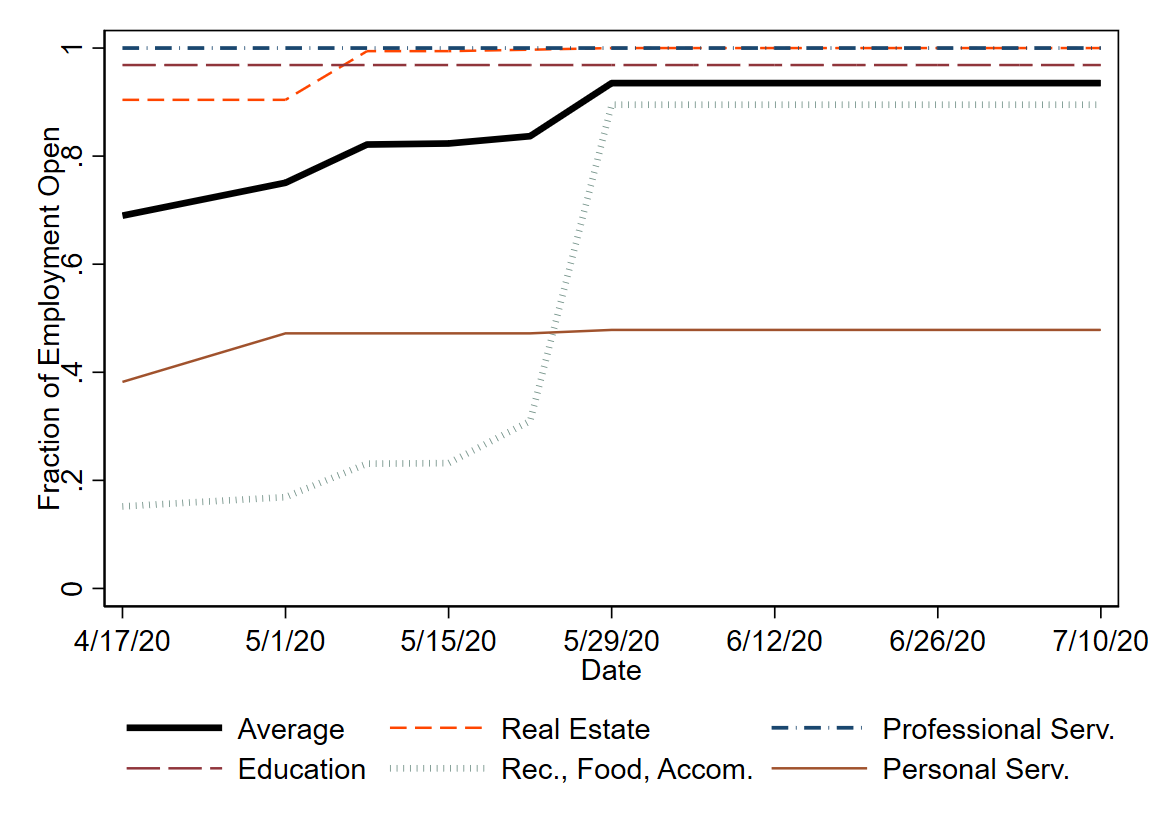 Fraction of Employment Open
1
.8
.6
.4
.2
0
4/17/20 5/1/20 5/15/20 5/29/20 6/12/20 6/26/20 7/10/20
Date
Average Real Estate Professional Serv.
Education Rec., Food, Accom. Personal Serv.